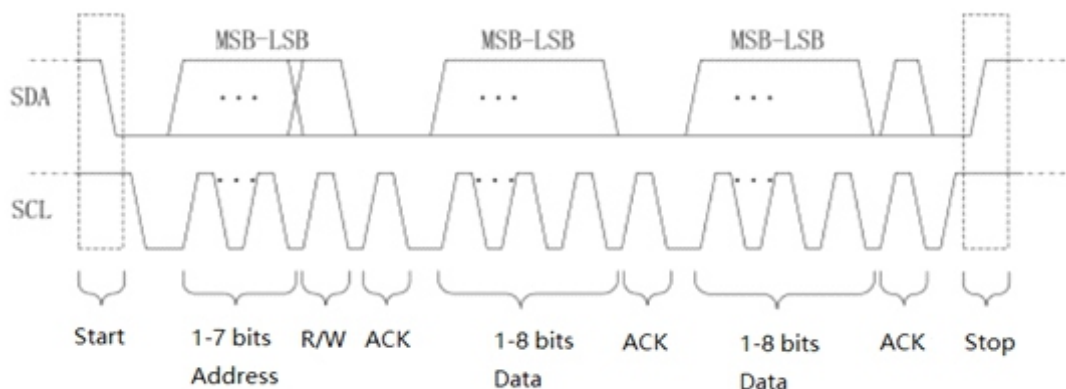 MSB-LSB MSB-LSB MSB-LSB
SDA ... ... ...
SCL ... ... ...
Start 1-7 bits R/W ACK 1-8 bits ACK 1-8 bits ACK Stop
Address Data Data